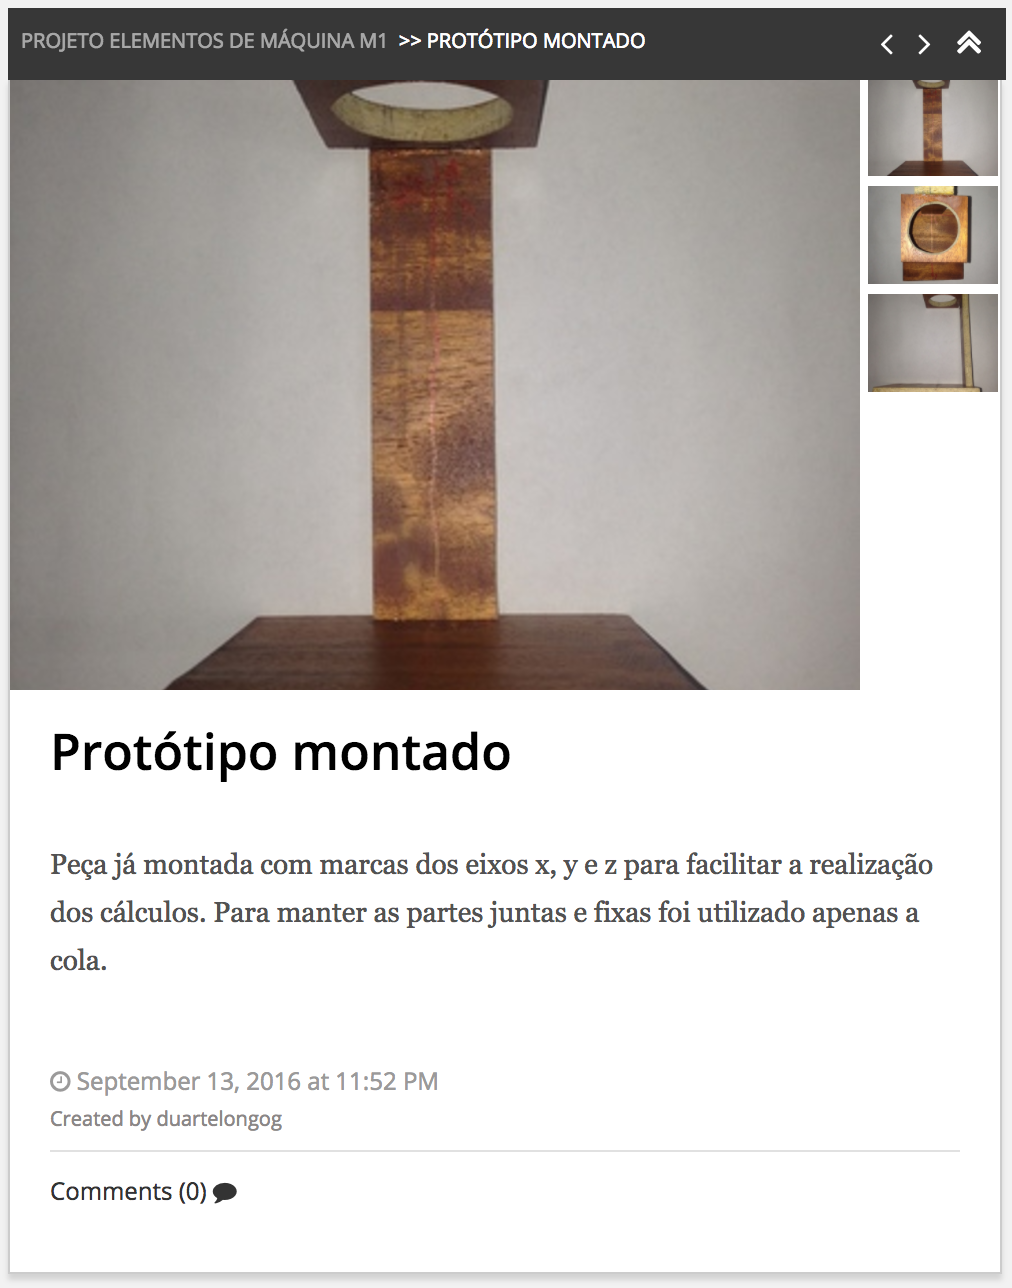 PROJETO ELEMENTOS DE MÁQUINA M1 >> PROTÓTIPO MONTADO
Protótipo montado
Peça já montada com marcas dos eixos x, y e z para facilitar a realização
dos cálculos. Para manter as partes juntas e fixas foi utilizado apenas a
cola.
September 13, 2016 at 11:52 PM
Created by duartelongog
Comments (0)